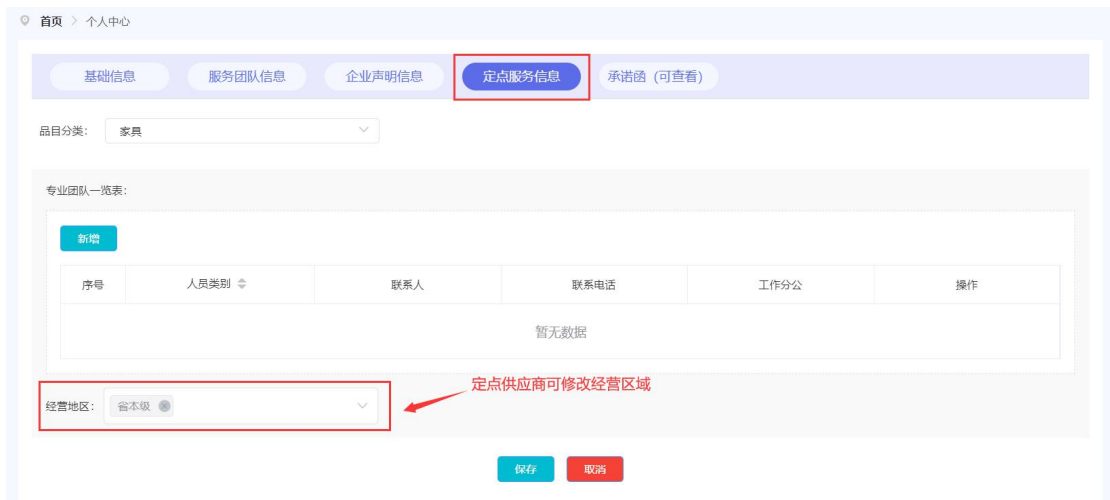 首页 > 个人中心
基础信息 服务团队信息 企业声明信息 定点服务信息 承诺函（可查看）
品目分类： 家具
专业团队一览表：
新增
序号 人员类别 联系人 联系电话 工作分公 操作
暂无数据
定点供应商可修改经营区域
经营地区： 省本级
保存 取消